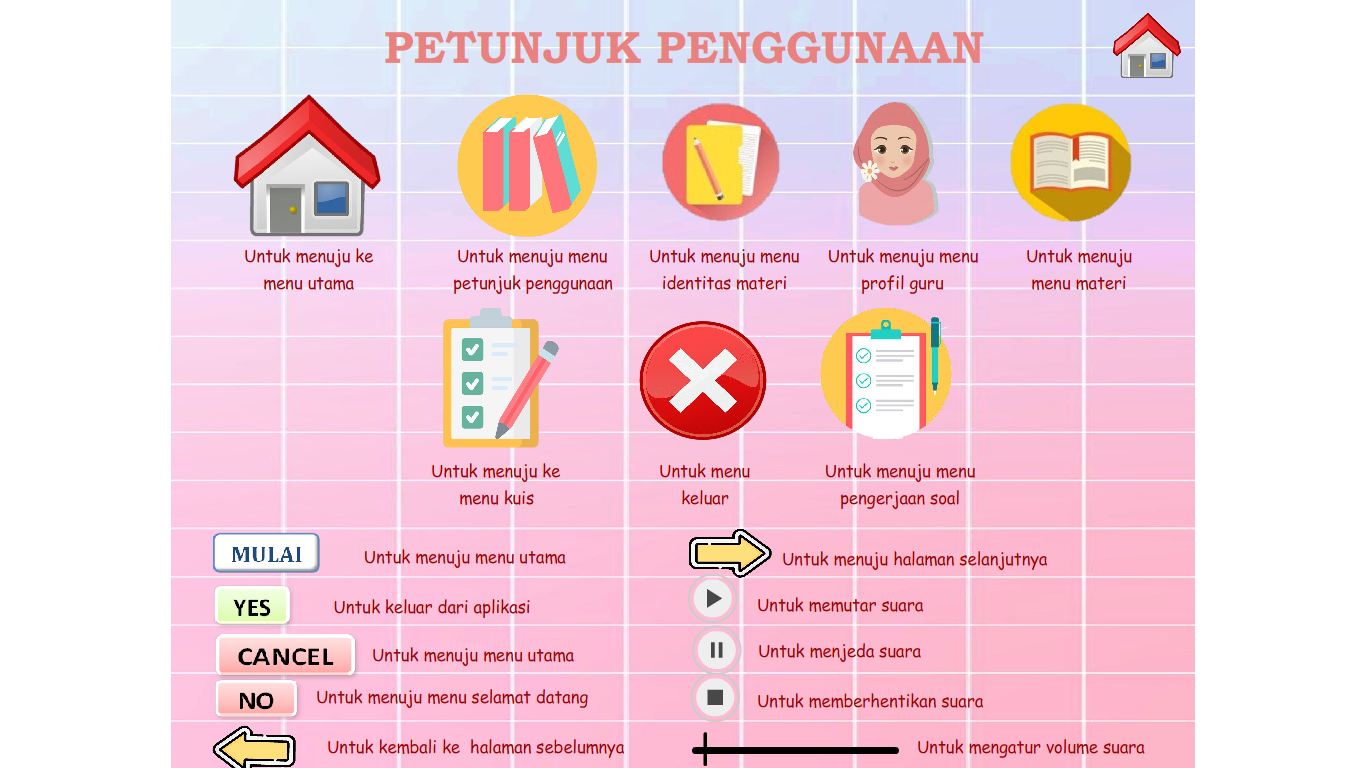 PETUNJUK PENGGUNAAN
Untuk menuju ke
menu utama
Untuk menuju menu
petunjuk penggunaan
Untuk menuju menu
identitas materi
Untuk menuju menu
profil guru
Untuk menuju
menu materi
Untuk menuju ke
menu kuis
Untuk menu
keluar
Untuk menuju menu
pengerjaan soal
MULAI
Untuk menuju menu utama
YES
Untuk keluar dari aplikasi
CANCEL
Untuk menuju menu utama
NO
Untuk menuju menu selamat datang
Untuk kembali ke halaman sebelumnya
Untuk menuju halaman selanjutnya
Untuk memutar suara
Untuk menjeda suara
Untuk memberhentikan suara
Untuk mengatur volume suara